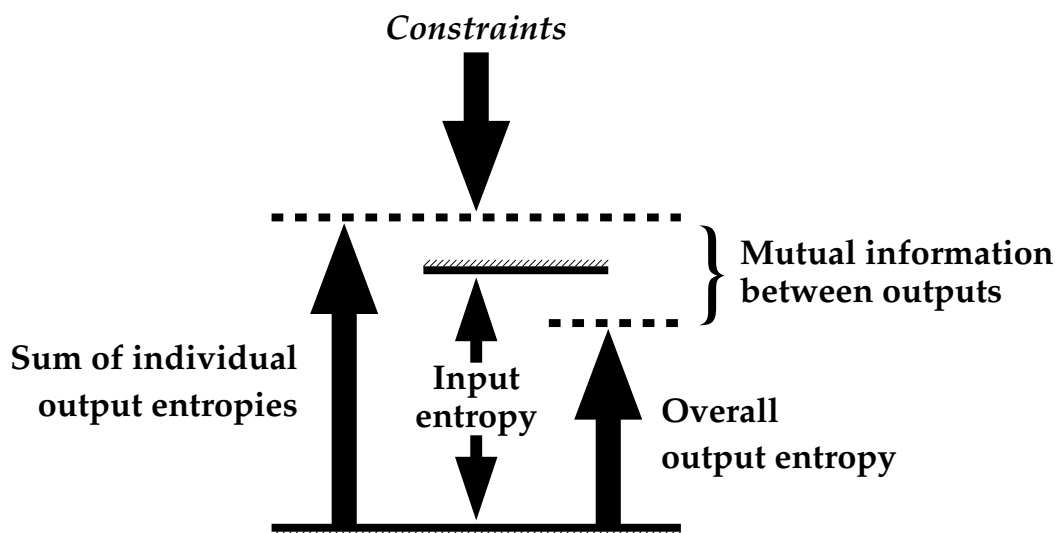 Constraints
Mutual information
between outputs
Sum of individual
output entropies
Input
entropy
Overall
output entropy